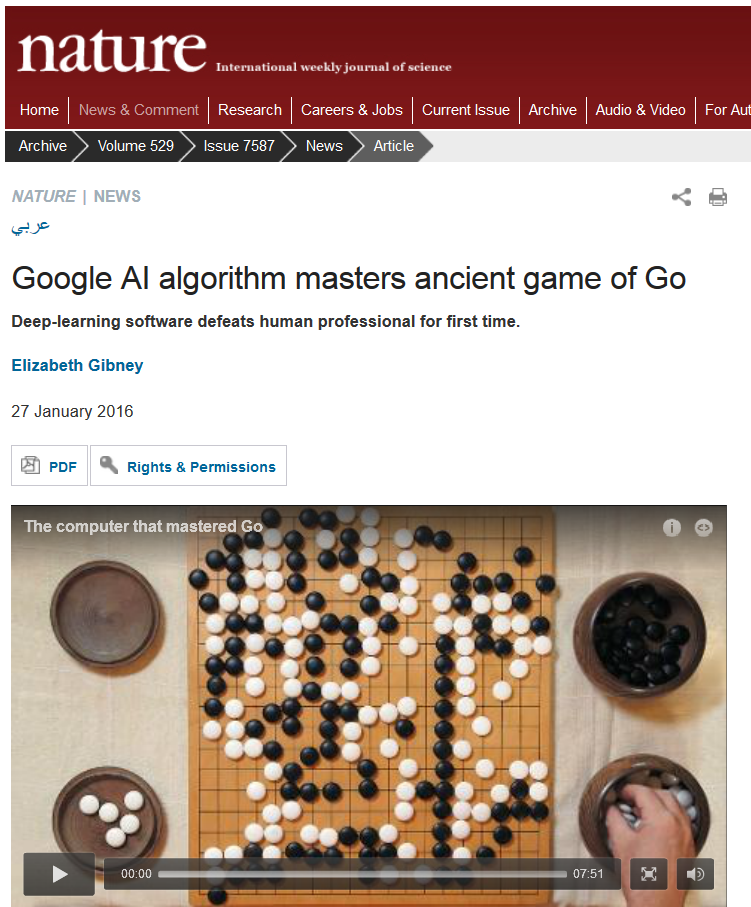 nature International weekly journal of science
Home News & Comment Research Careers & Jobs Current Issue Archive Audio & Video For Aut
Archive Volume 529 Issue 7587 News Article
NATURE | NEWS
عربي
Google AI algorithm masters ancient game of Go
Deep-learning software defeats human professional for first time.
Elizabeth Gibney
27 January 2016
PDF Rights & Permissions
The computer that mastered Go
00:00 07:51